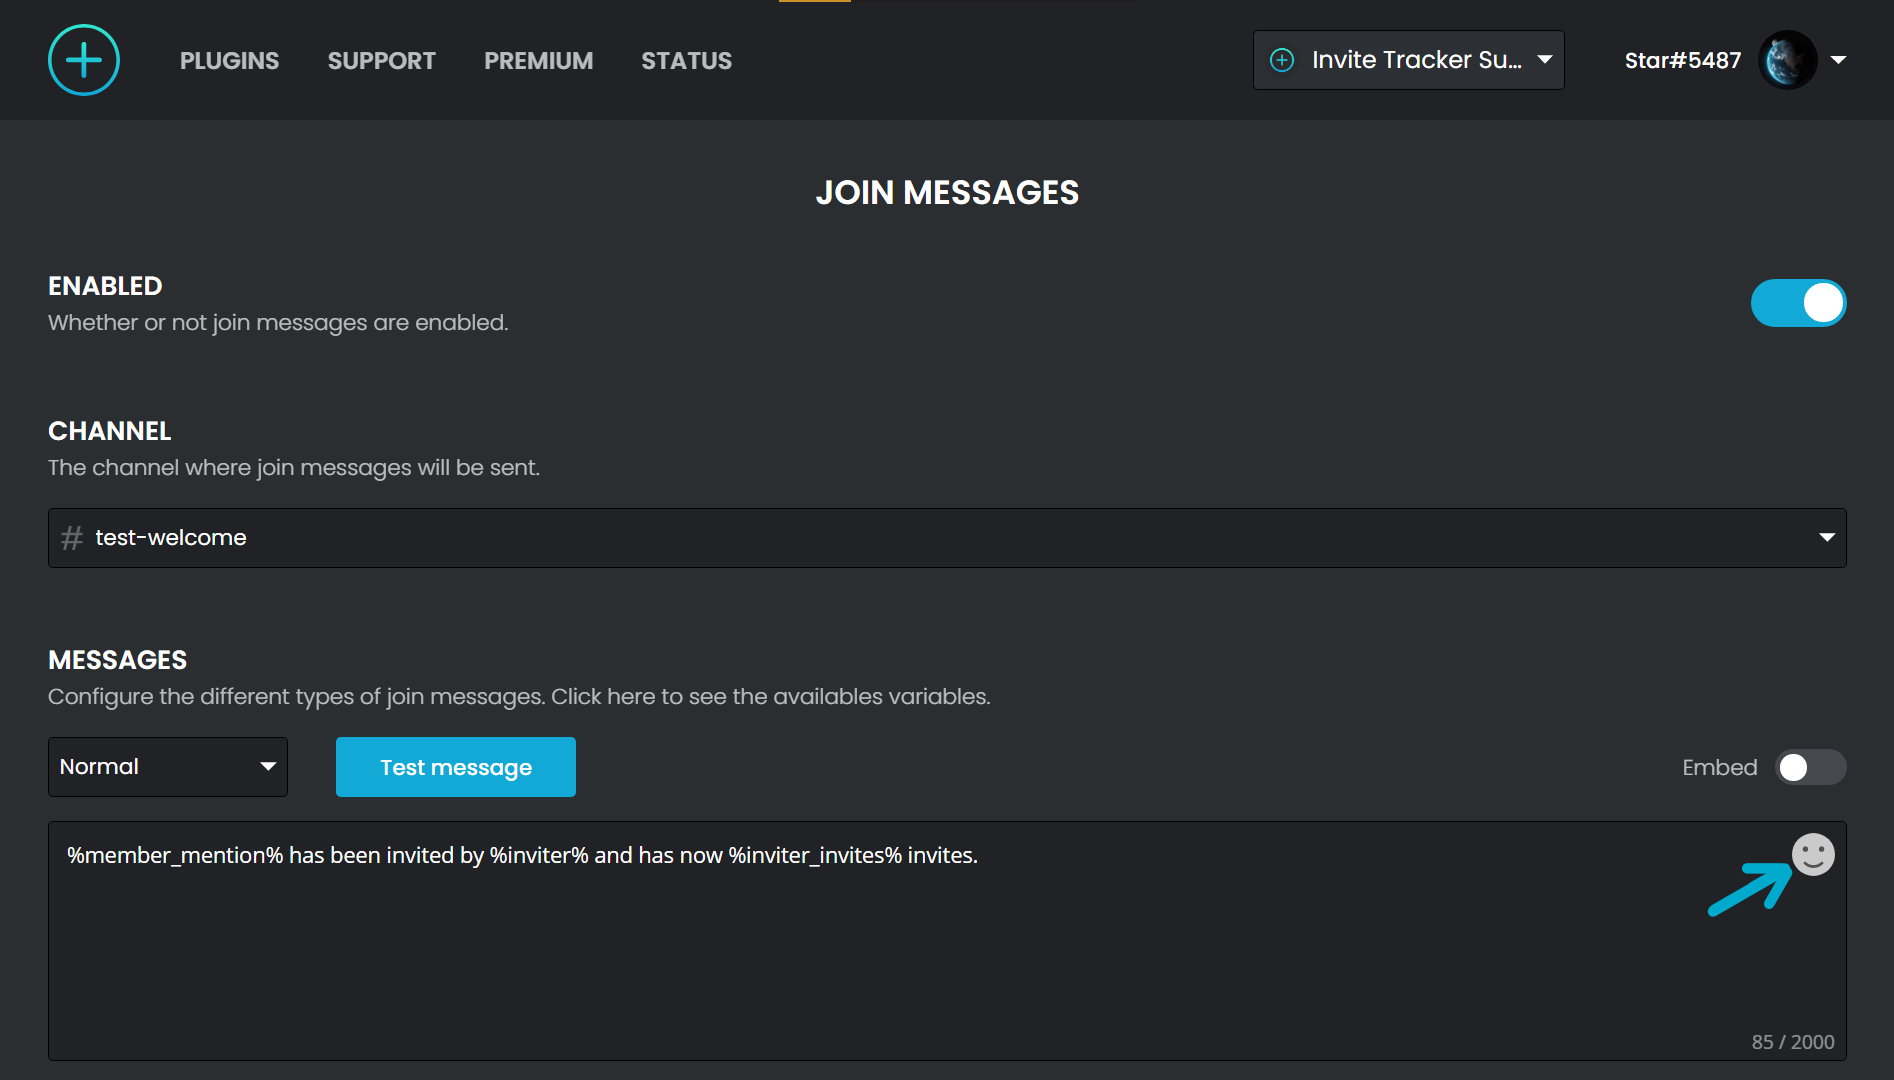 PLUGINS SUPPORT PREMIUM STATUS Invite Tracker Su... Star#5487
JOIN MESSAGES
ENABLED
Whether or not join messages are enabled.
CHANNEL
The channel where join messages will be sent.
# test-welcome
MESSAGES
Configure the different types of join messages. Click here to see the availables variables.
Normal Test message Embed
%member_mention% has been invited by %inviter% and has now %inviter_invites% invites.
85 / 2000